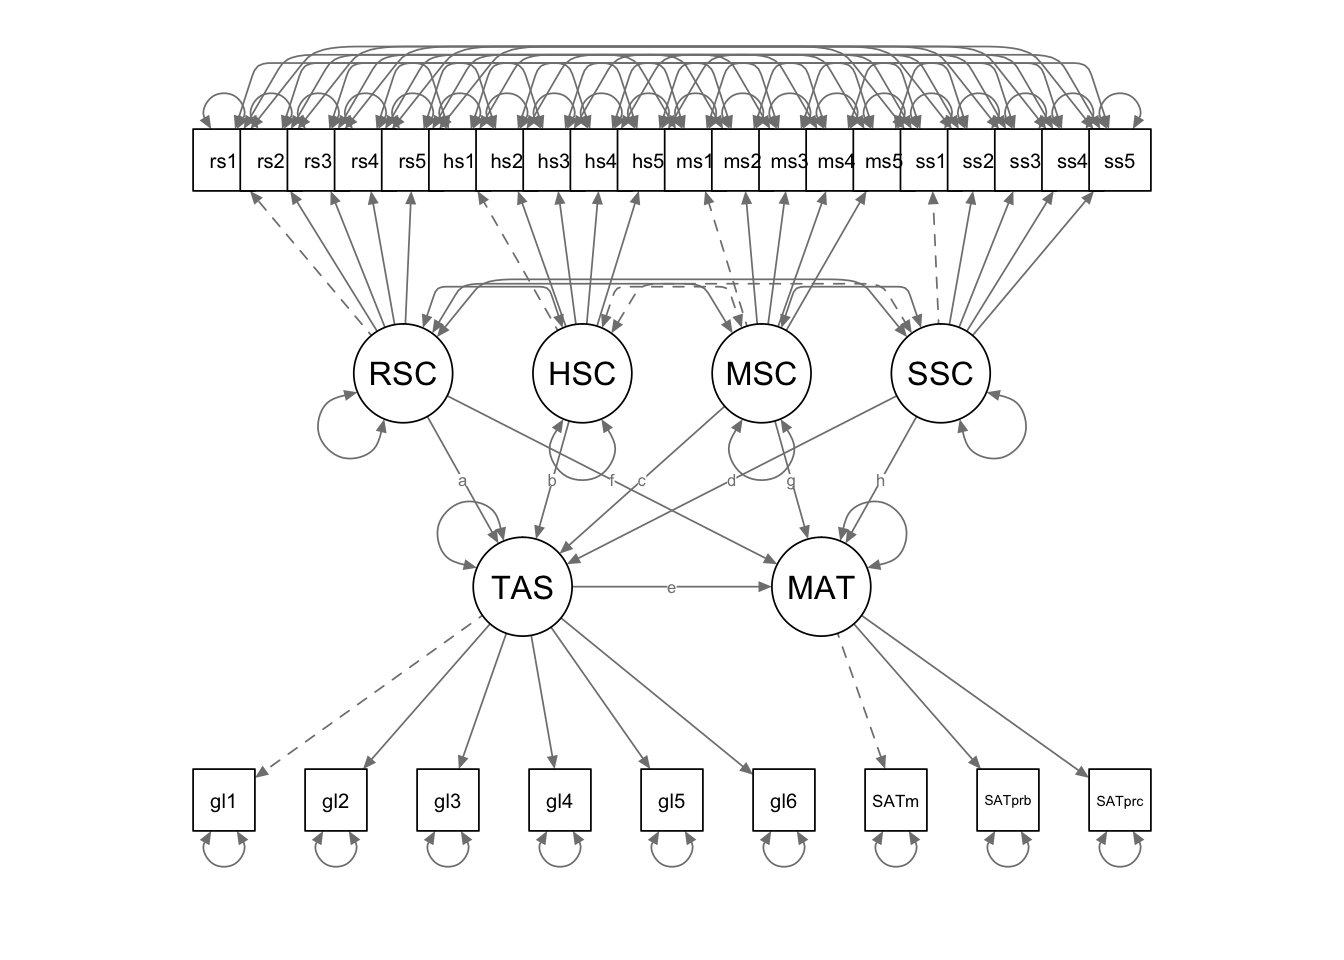 rs1 rs2 rs3 rs4 rs5 hs1 hs2 hs3 hs4 hs5 ms1 ms2 ms3 ms4 ms5 ss1 ss2 ss3 ss4 ss5
RSC HSC MSC SSC
a b f c d g h
TAS e MAT
gl1 gl2 gl3 gl4 gl5 gl6 SATm SATprb SATprc